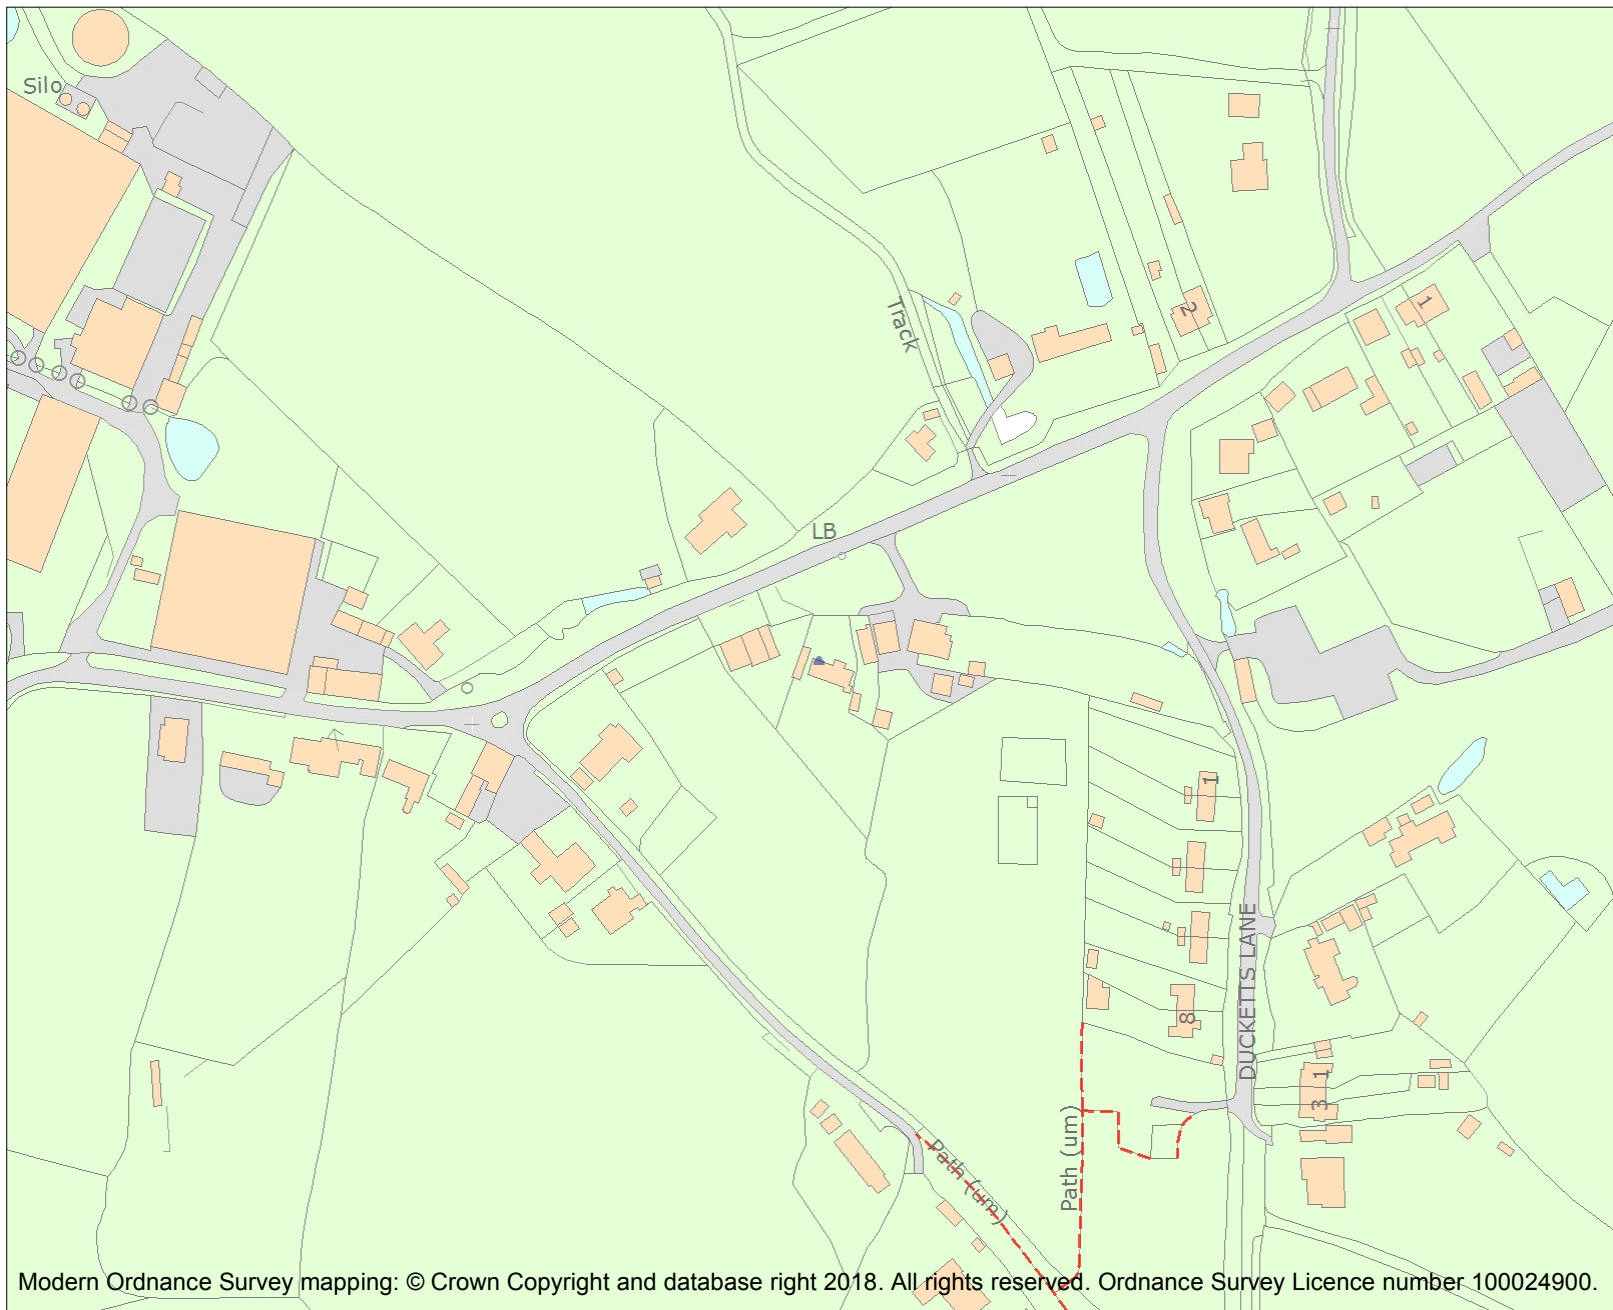 Silo
Track
2
1
LB
1
DUCKETTS LANE
8
1
3
Path (um)
Path (um)
Modern Ordnance Survey mapping: © Crown Copyright and database right 2018. All rights reserved. Ordnance Survey Licence number 100024900.